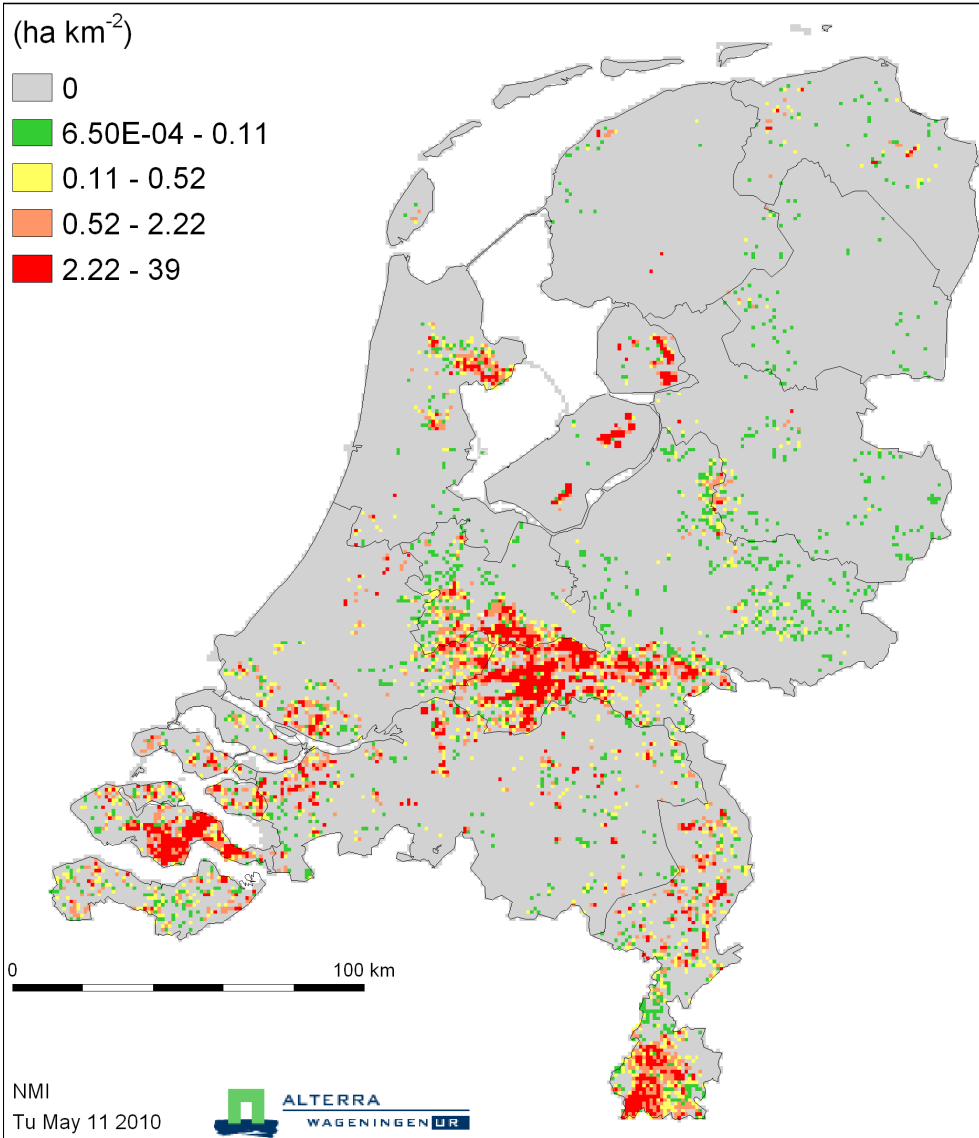 (ha km-2)
0
6.50E-04 - 0.11
0.11 - 0.52
0.52 - 2.22
2.22 - 39
0 100 km
NMI
Tu May 11 2010
ALTERRA
WAGENINGEN UR